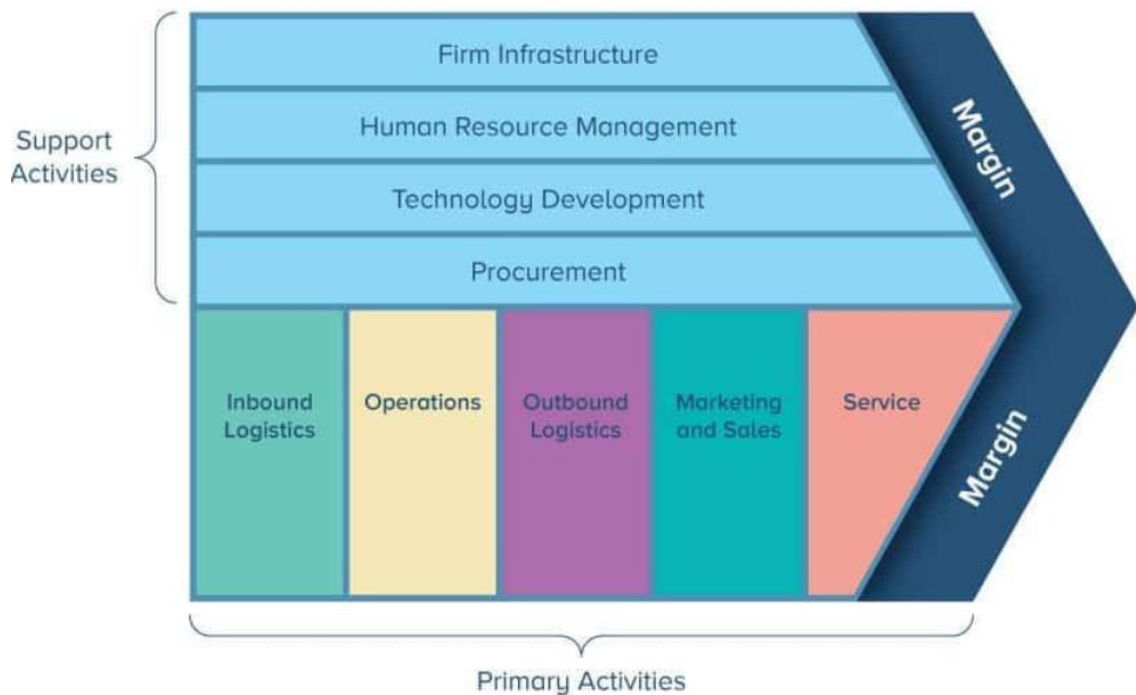 Support
Activities
Firm Infrastructure
Human Resource Management
Technology Development
Procurement
Inbound
Logistics
Operations
Outbound
Logistics
Marketing
and Sales
Service
Margin
Margin
Primary Activities